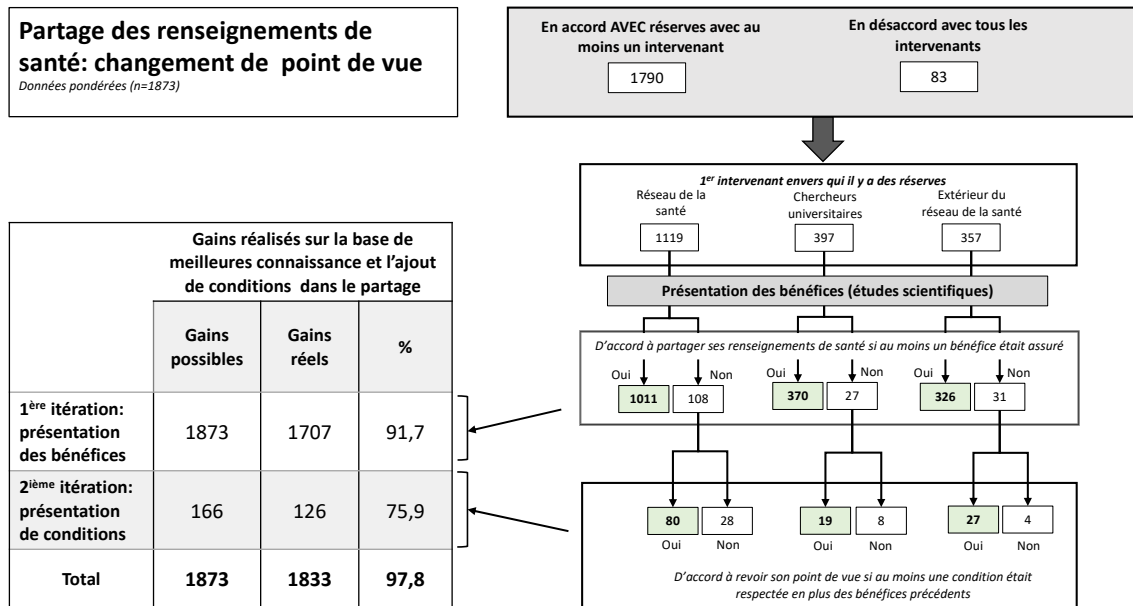 Partage des renseignements de
santé: changement de point de vue
Données pondérées (n=1873)
En accord AVEC réserves avec au
moins un intervenant
1790
En désaccord avec tous les
intervenants
83
1er intervenant envers qui il y a des réserves
Réseau de la
santé
1119
Chercheurs
universitaires
397
Extérieur du
réseau de la santé
357
Présentation des bénéfices (études scientifiques)
D'accord à partager ses renseignements de santé si au moins un bénéfice était assuré
Oui Non Oui Non Oui Non
1011 108 370 27 326 31
80 28 19 8 27 4
Oui Non Oui Non Oui Non
D'accord à revoir son point de vue si au moins une condition était
respectée en plus des bénéfices précédents
Gains réalisés sur la base de
meilleures connaissance et l'ajout
de conditions dans le partage
Gains
possibles
Gains
réels
%
1ère itération:
présentation
des bénéfices
1873 1707 91,7
2ième itération:
présentation
de conditions
166 126 75,9
Total 1873 1833 97,8